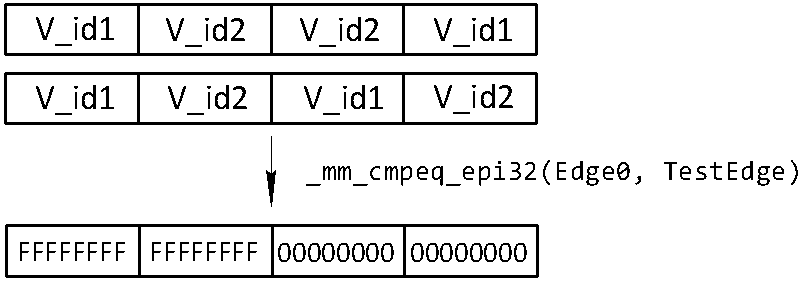 V_id1 V_id2 V_id2 V_id1
V_id1 V_id2 V_id1 V_id2
_mm_cmpeq_epi32(Edge0, TestEdge)
FFFFFFFF FFFFFFFF 00000000 00000000